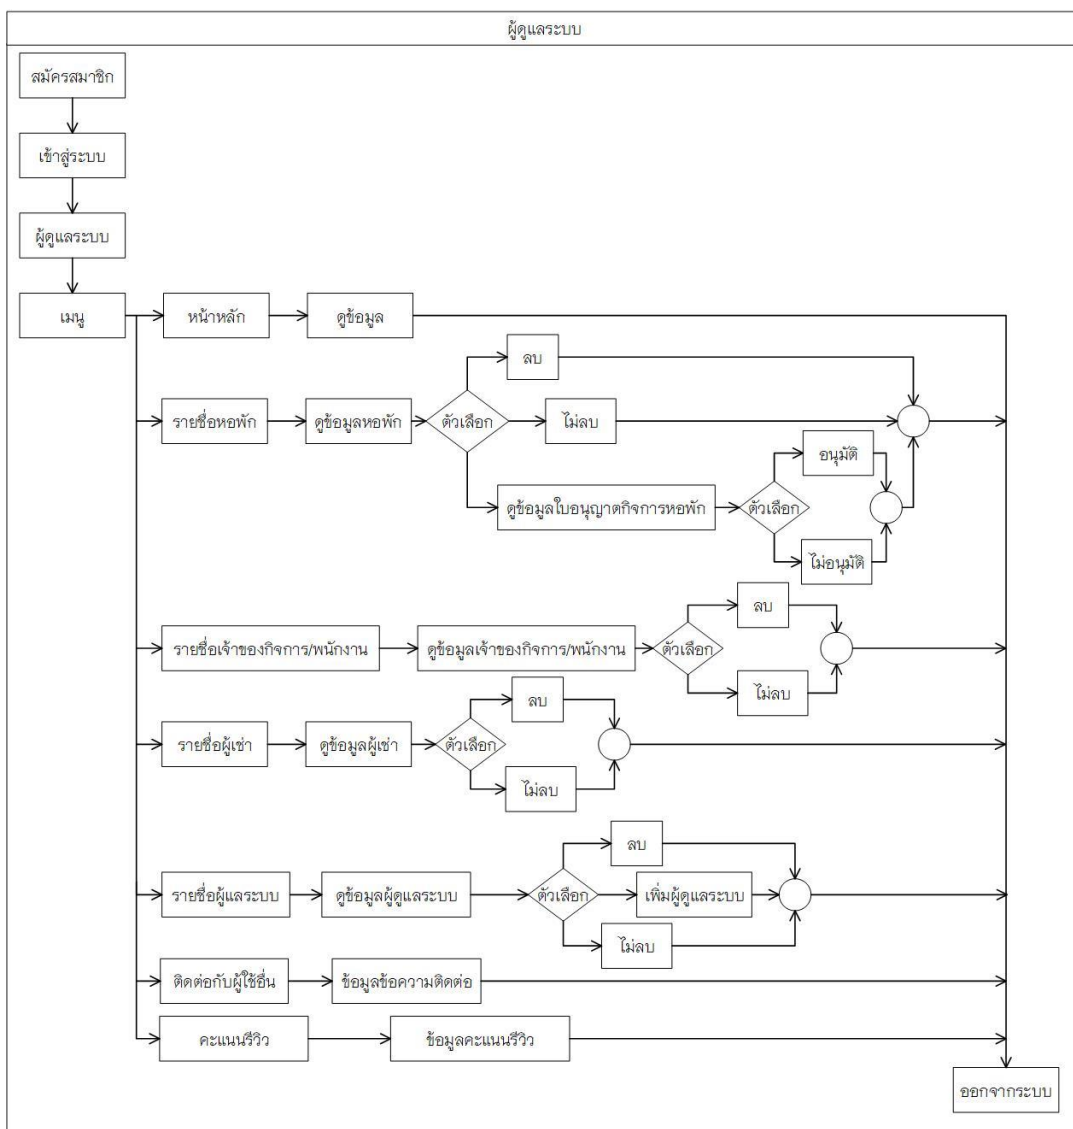 ผู้ดูแลระบบ
สมัครสมาชิก
เข้าสู่ระบบ
ผู้ดูแลระบบ
เมนู
หน้าหลัก
ดูข้อมูล
ลบ
รายชื่อหอพัก
ดูข้อมูลหอพัก
ตัวเลือก
ไม่ลบ
อนุมัติ
ดูข้อมูลใบอนุญาตกิจการหอพัก
ตัวเลือก
ไม่อนุมัติ
ลบ
รายชื่อเจ้าของกิจการ/พนักงาน
ดูข้อมูลเจ้าของกิจการ/พนักงาน
ตัวเลือก
ไม่ลบ
ลบ
รายชื่อผู้เช่า
ดูข้อมูลผู้เช่า
ตัวเลือก
ไม่ลบ
ลบ
รายชื่อผู้แลระบบ
ดูข้อมูลผู้ดูแลระบบ
ตัวเลือก
เพิ่มผู้ดูแลระบบ
ไม่ลบ
ติดต่อกับผู้ใช้อื่น
ข้อมูลข้อความติดต่อ
คะแนนรีวิว
ข้อมูลคะแนนรีวิว
ออกจากระบบ